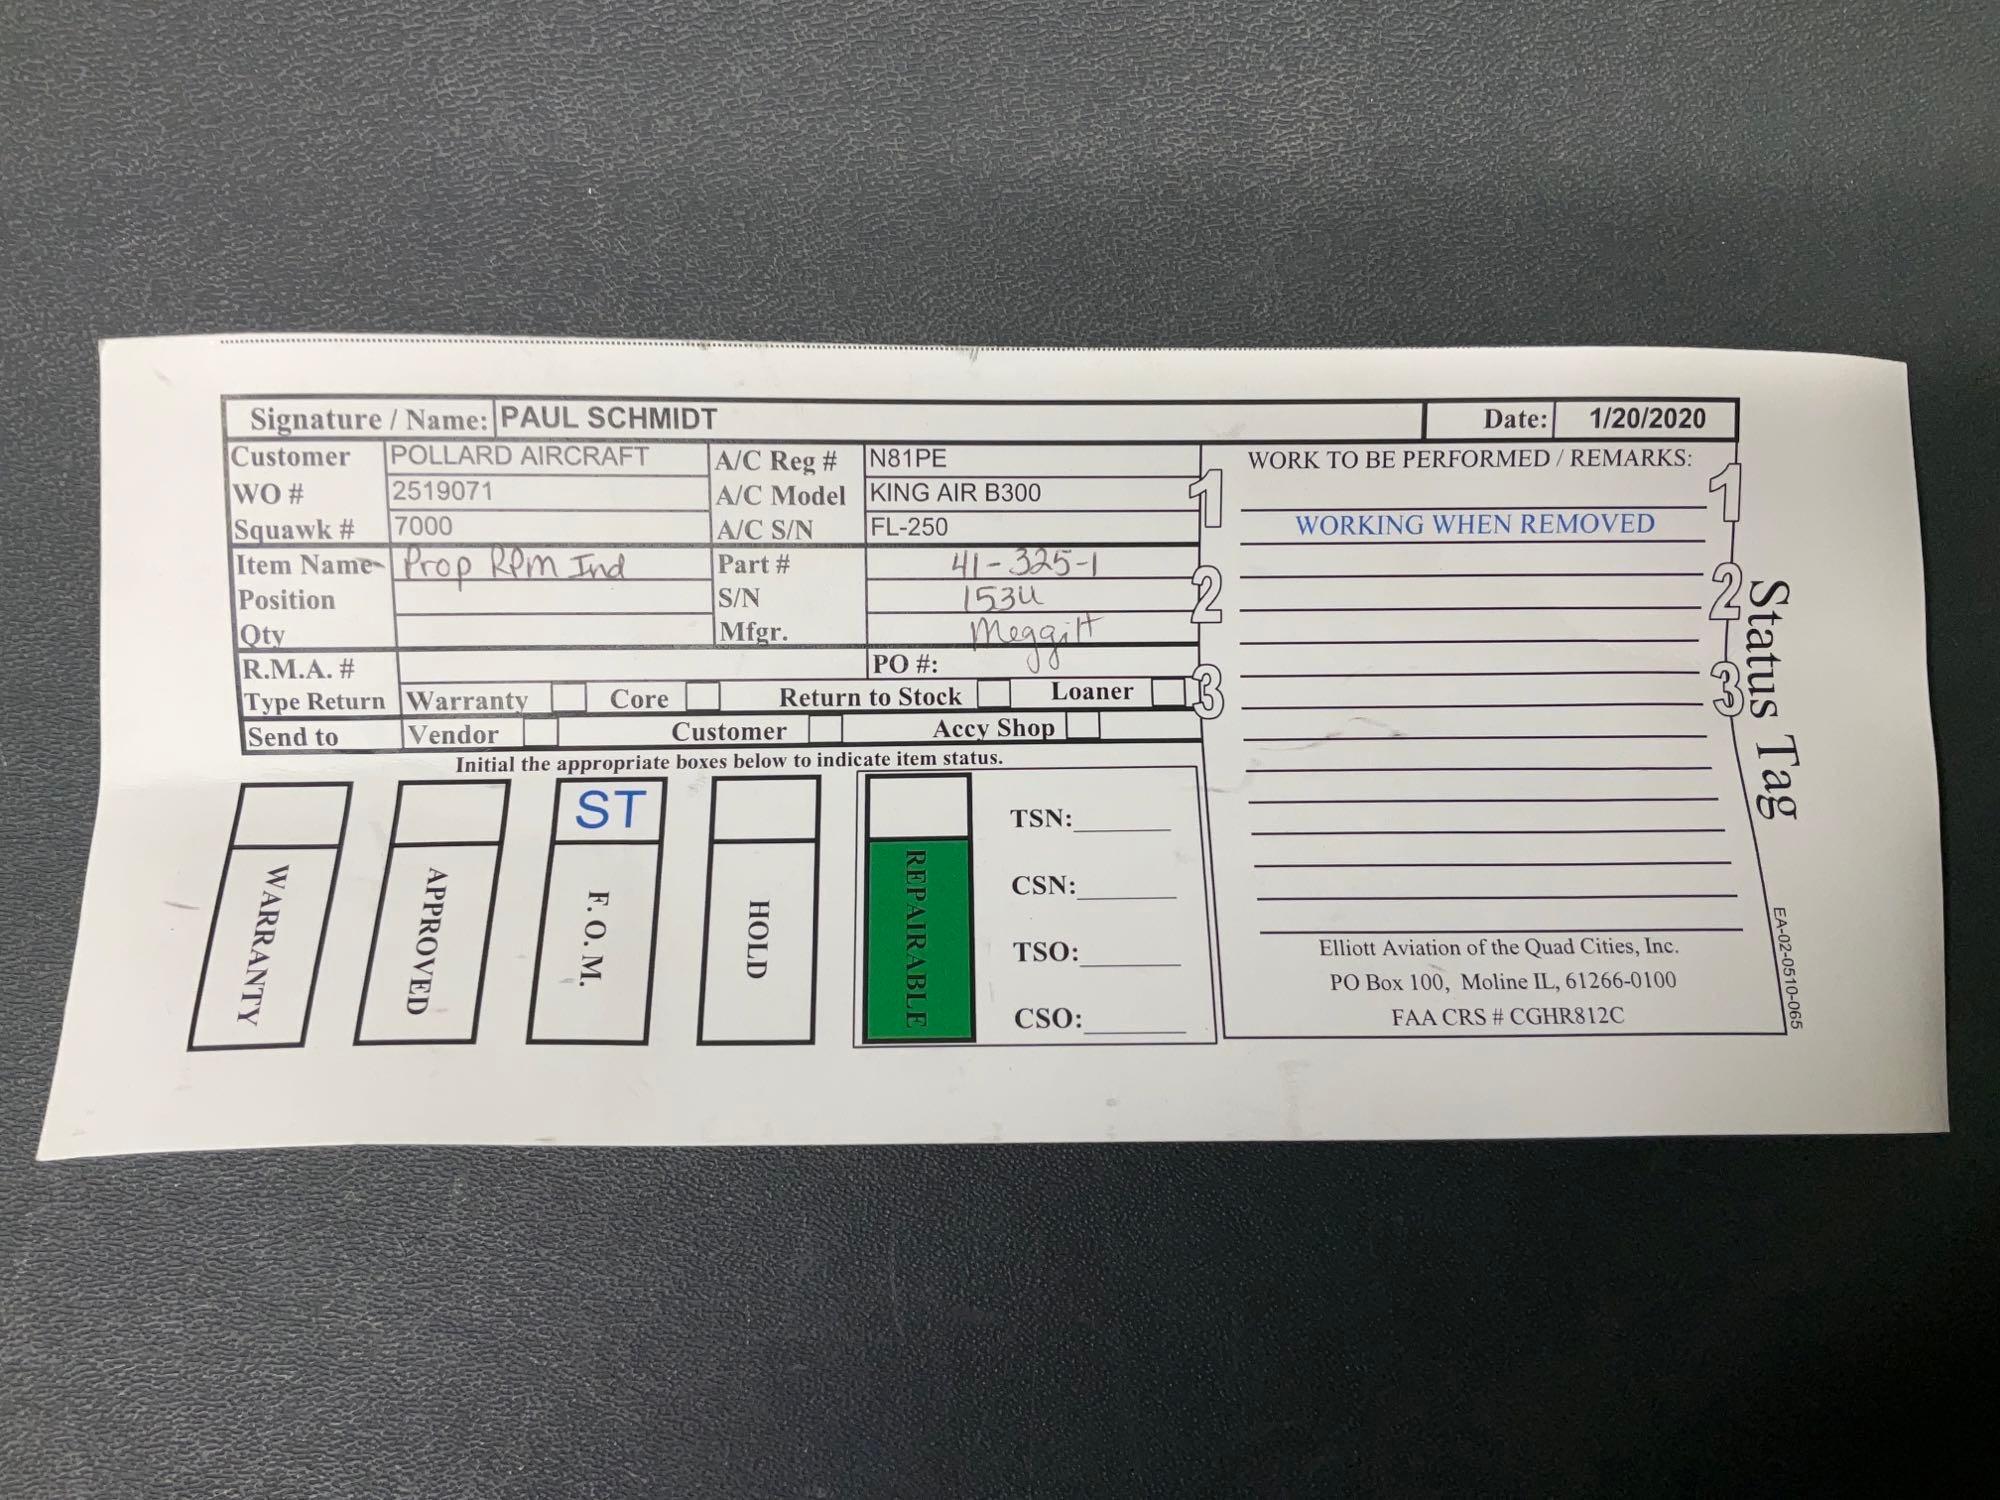 Signature / Name: PAUL SCHMIDT Date: 1/20/2020
Customer POLLARD AIRCRAFT A/C Reg # N81PE
WO # 2519071 A/C Model KING AIR B300
Squawk # 7000 A/C S/N FL-250
Item Name Prop RPM Ind Part # 41-325-1
Position S/N 153U
Qty Mfgr. Meggitt
R.M.A. # PO #:
Type Return Warranty Core Return to Stock Loaner
Send to Vendor Customer Accy Shop
1
2
3
Initial the appropriate boxes below to indicate item status.
WARRANTY
APPROVED
ST
F. O. M.
HOLD
REPAIRABLE
TSN:
CSN:
TSO:
CSO:
WORK TO BE PERFORMED / REMARKS:
WORKING WHEN REMOVED
1
2
3
Elliott Aviation of the Quad Cities, Inc.
PO Box 100, Moline IL, 61266-0100
FAA CRS # CGHR812C
Status Tag
EA-02-0510-065